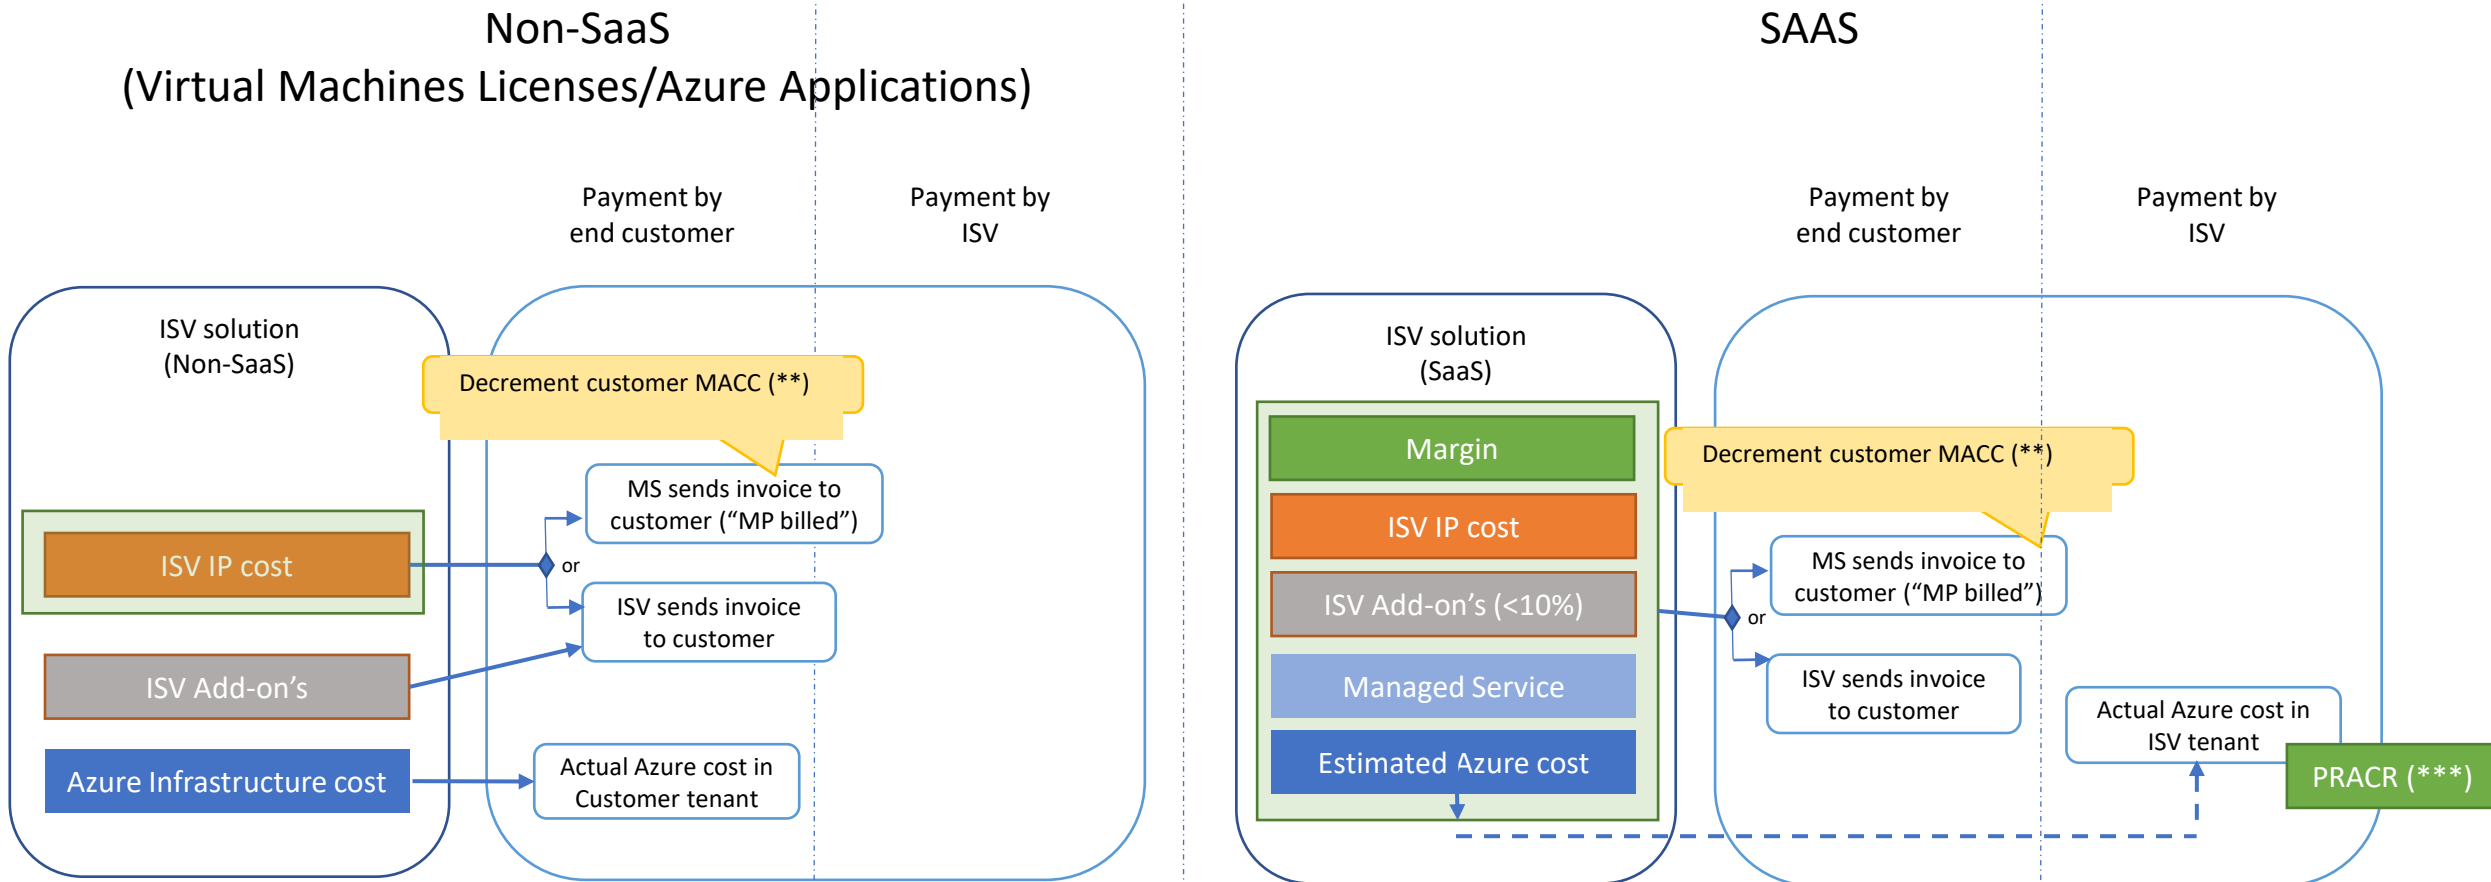 Non-SaaS
(Virtual Machines Licenses/Azure Applications)
Payment by
end customer
Payment by
ISV
ISV solution
(Non-SaaS)
Decrement customer MACC (**)
MS sends invoice to
customer (“MP billed”)
ISV IP cost
or
ISV sends invoice
to customer
ISV Add-on’s
Azure Infrastructure cost
Actual Azure cost in
Customer tenant
SAAS
Payment by
end customer
Payment by
ISV
ISV solution
(SaaS)
Margin
Decrement customer MACC (**)
ISV IP cost
MS sends invoice to
customer (“MP billed”)
ISV Add-on’s (<10%)
or
Managed Service
ISV sends invoice
to customer
Estimated Azure cost
Actual Azure cost in
ISV tenant
PRACR (***)